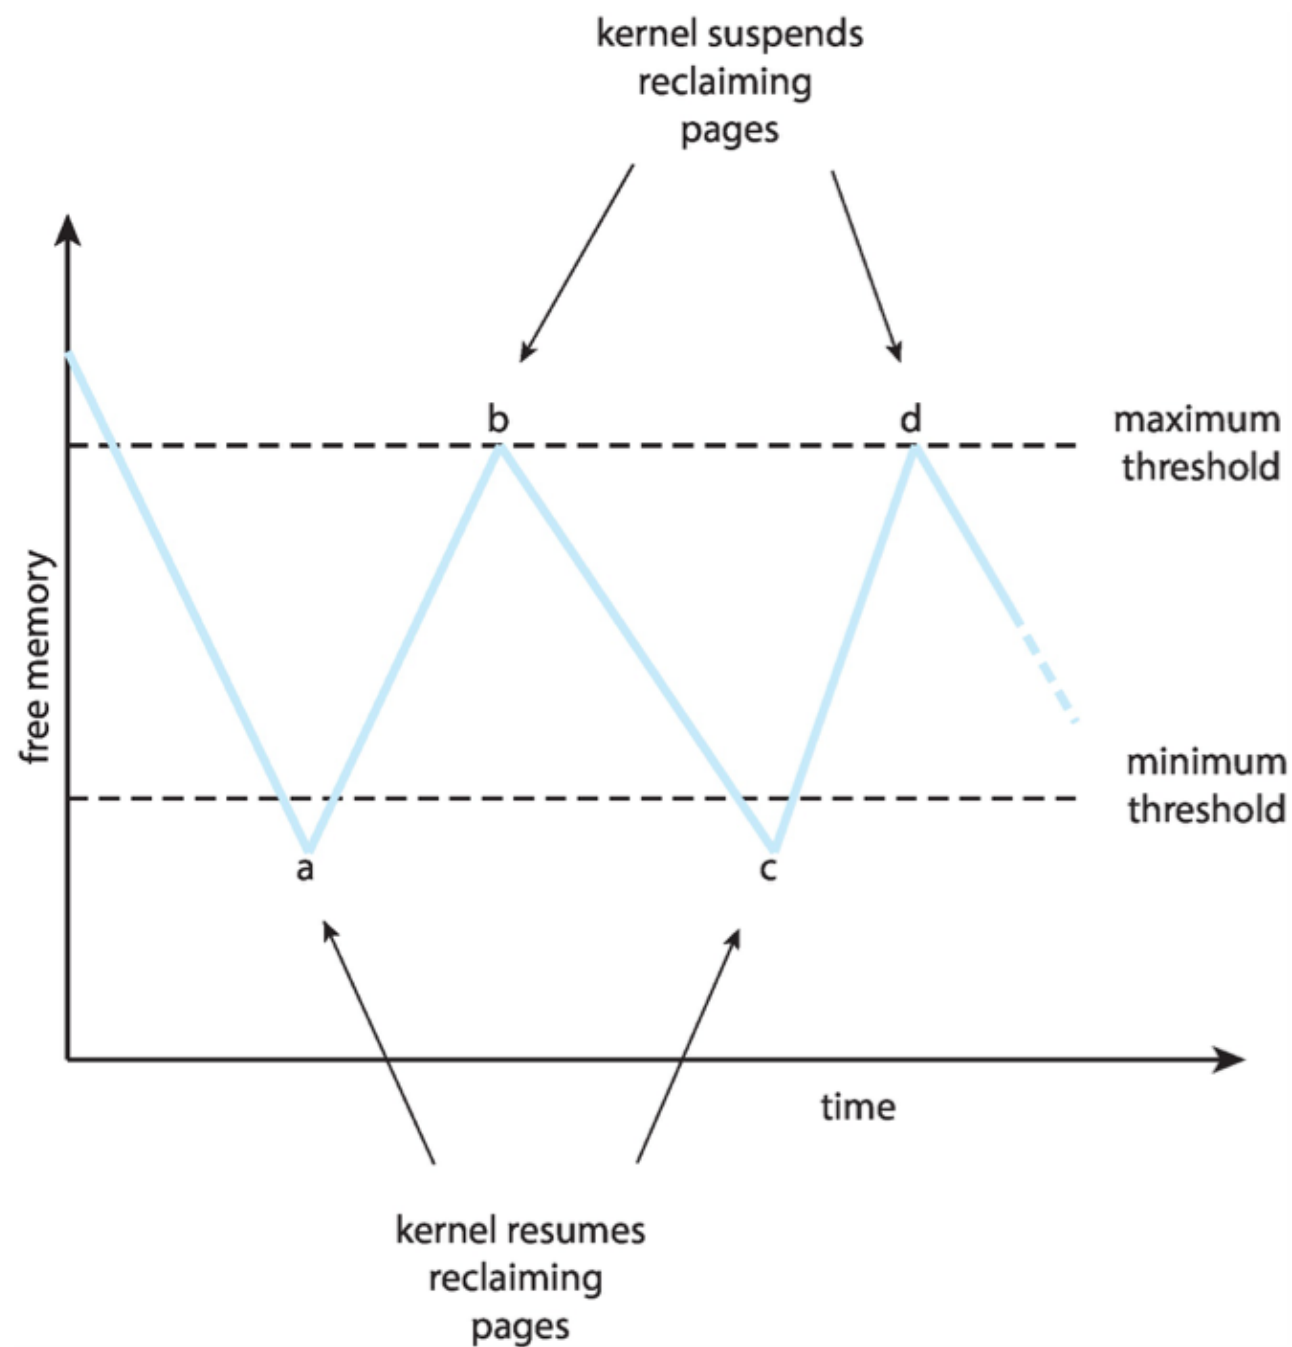 kernel suspends
reclaiming
pages
b
d
maximum
threshold
free memory
minimum
threshold
a
c
time
kernel resumes
reclaiming
pages